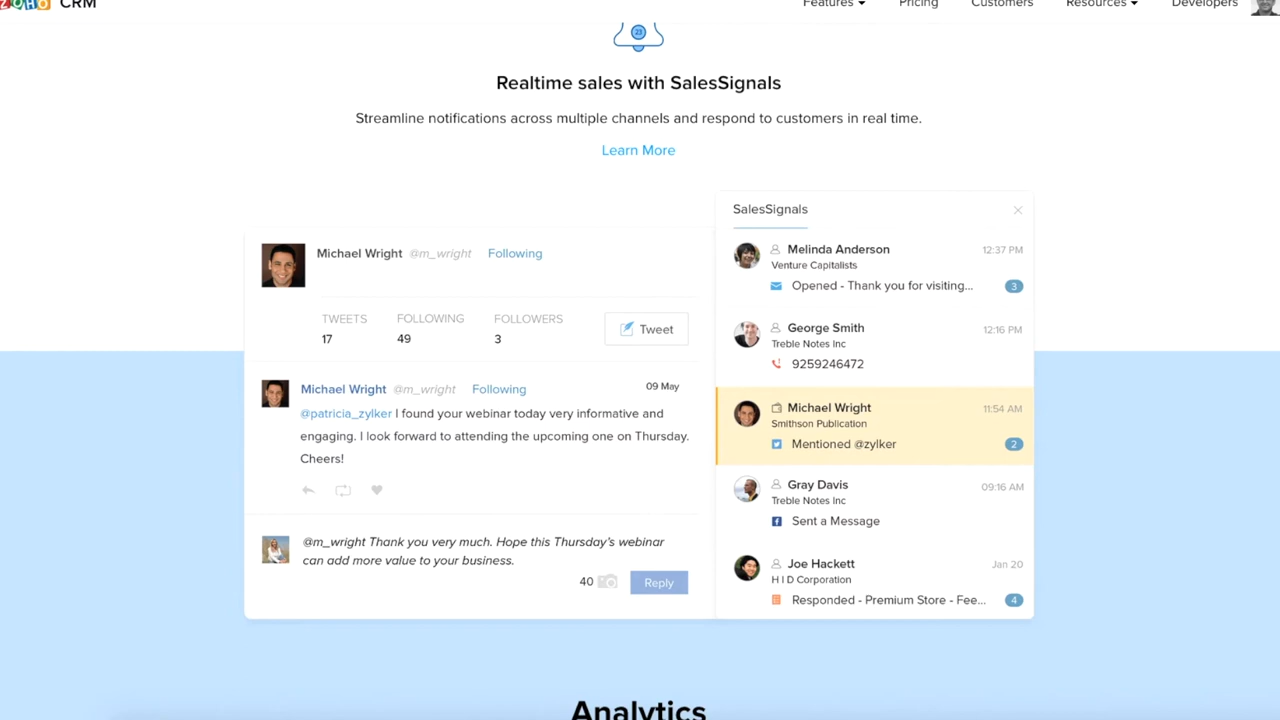 ZOHO CRM
Features
Pricing
Customers
Resources
Developers
23
Realtime sales with SalesSignals
Streamline notifications across multiple channels and respond to customers in real time.
Learn More
Michael Wright @m_wright Following
TWEETS FOLLOWING FOLLOWERS
17 49 3
Tweet
Michael Wright @m_wright Following 09 May
@patricia_zylker I found your webinar today very informative and
engaging. I look forward to attending the upcoming one on Thursday.
Cheers!
@m_wright Thank you very much. Hope this Thursday's webinar
can add more value to your business.
40 Reply
SalesSignals
Melinda Anderson 12:37 PM
Venture Capitalists
Opened - Thank you for visiting... 3
George Smith 12:16 PM
Treble Notes Inc
9259246472
Michael Wright 11:54 AM
Smithson Publication
Mentioned @zylker 2
Gray Davis 09:16 AM
Treble Notes Inc
Sent a Message
Joe Hackett Jan 20
H I D Corporation
Responded - Premium Store - Fee... 4
Analytics